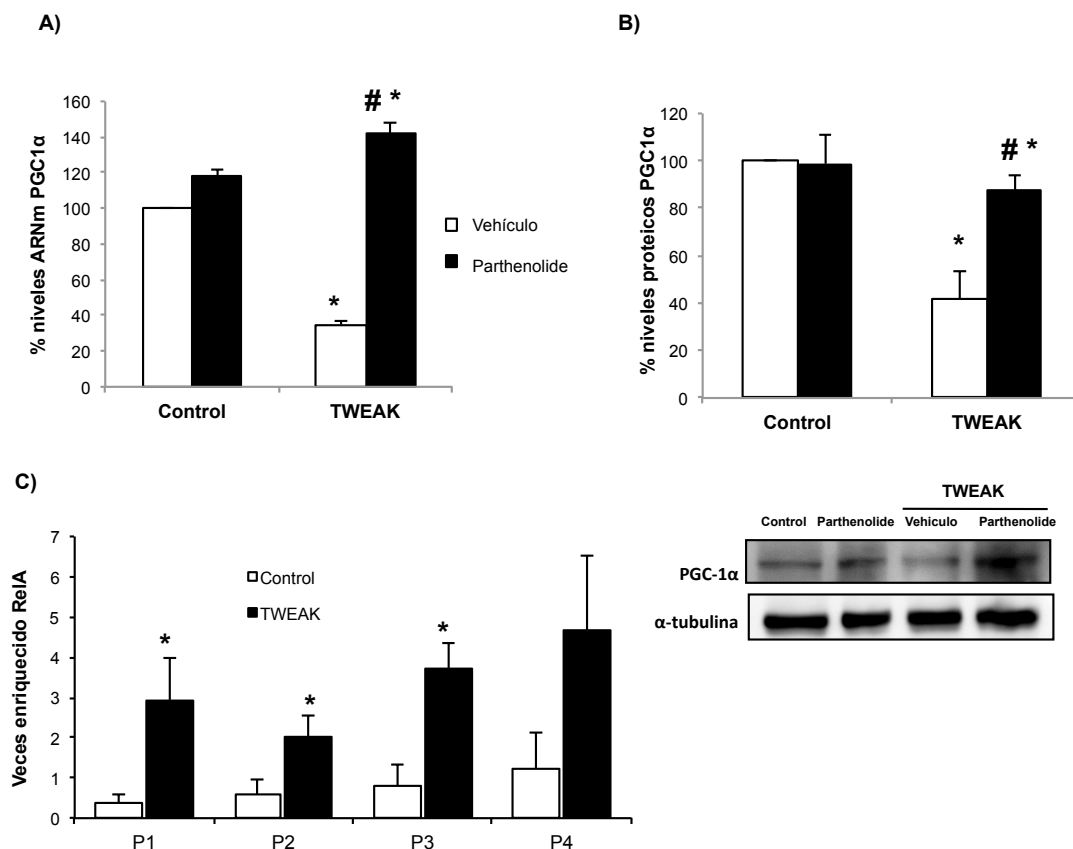 A)
% niveles ARNm PGC1α
160
140
120
100
80
60
40
20
0
# *
*
Control
TWEAK
Vehículo
Parthenolide
B)
% niveles proteicos PGC1α
120
100
80
60
40
20
0
# *
*
Control
TWEAK
TWEAK
Control Parthenolide Vehiculo Parthenolide
PGC-1α
α-tubulina
C)
Veces enriquecido RelA
7
6
5
4
3
2
1
0
Control
TWEAK
*
*
*
P1
P2
P3
P4